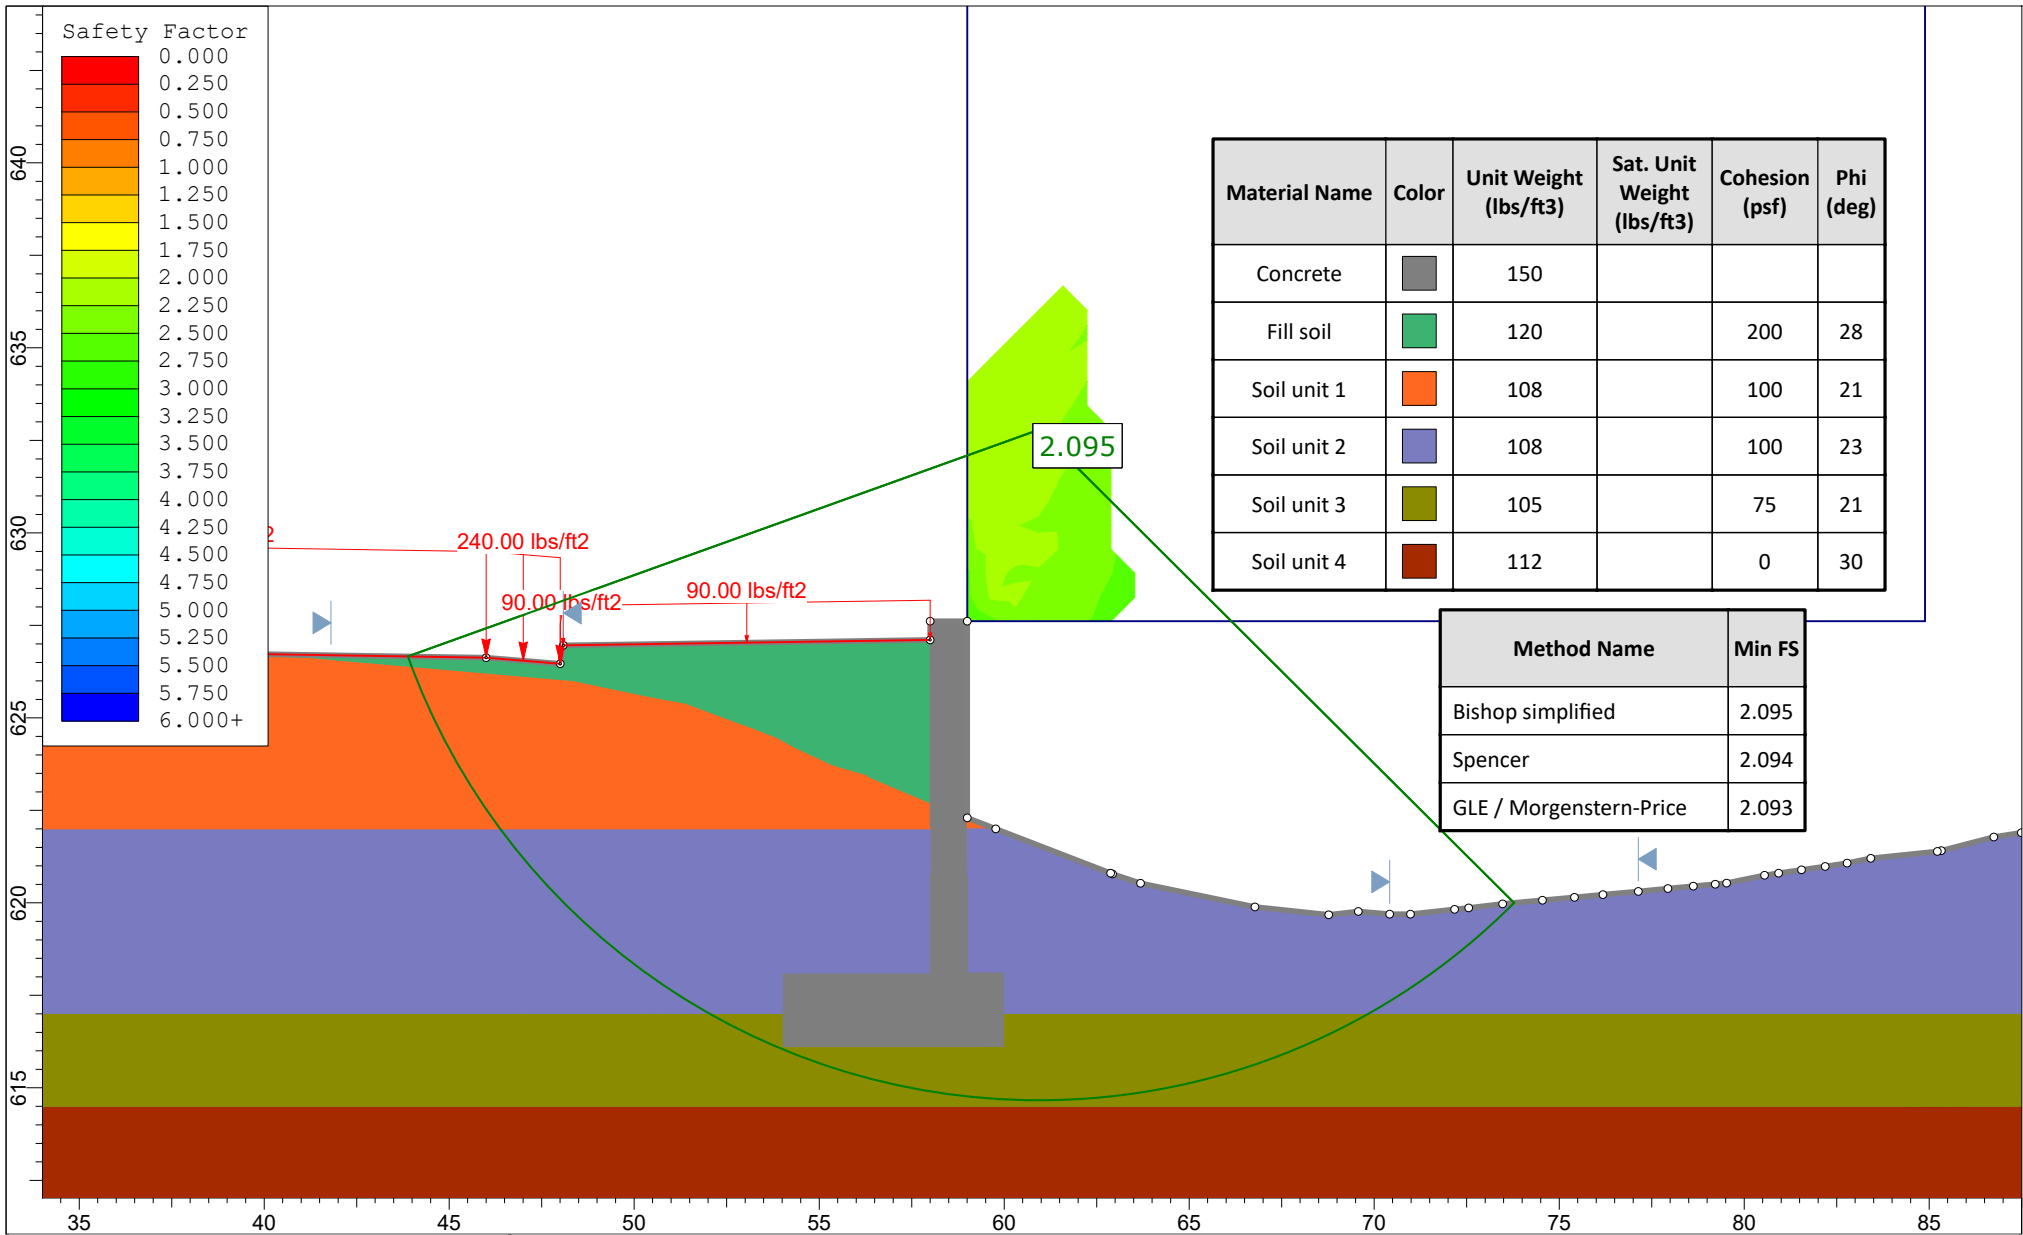 Safety Factor
0.000
0.250
0.500
0.750
1.000
1.250
1.500
1.750
2.000
2.250
2.500
2.750
3.000
3.250
3.500
3.750
4.000
4.250
4.500
4.750
5.000
5.250
5.500
5.750
6.000+
640
635
630
625
620
615
2
240.00 lbs/ft2
90.00 lbs/ft2
90.00 lbs/ft2
2.095
Material Name Color Unit Weight (lbs/ft3) Sat. Unit Weight (lbs/ft3) Cohesion (psf) Phi (deg)
Concrete 150
Fill soil 120 200 28
Soil unit 1 108 100 21
Soil unit 2 108 100 23
Soil unit 3 105 75 21
Soil unit 4 112 0 30
Method Name Min FS
Bishop simplified 2.095
Spencer 2.094
GLE / Morgenstern-Price 2.093
35 40 45 50 55 60 65 70 75 80 85